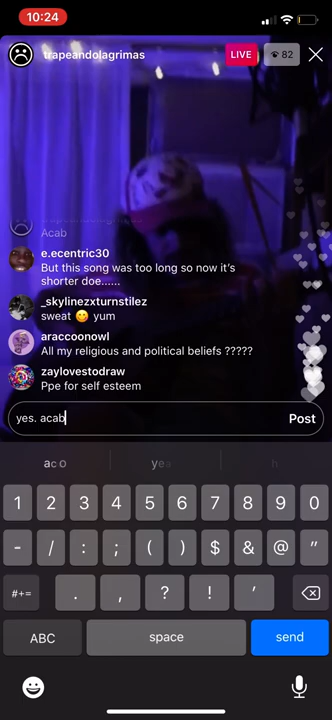 10:24
trapeandolagrimas
LIVE
82
Acab
e.ecentric30
But this song was too long so now it's
shorter doe......
_skylinezxturnstilez
sweat 😋 yum
araccoonowl
All my religious and political beliefs ?????
zaylovestodraw
Ppe for self esteem
yes. acab
Post
1 2 3 4 5 6 7 8 9 0
- / : ; ( ) $ & @ "
#+= . , ? ! '
ABC space send